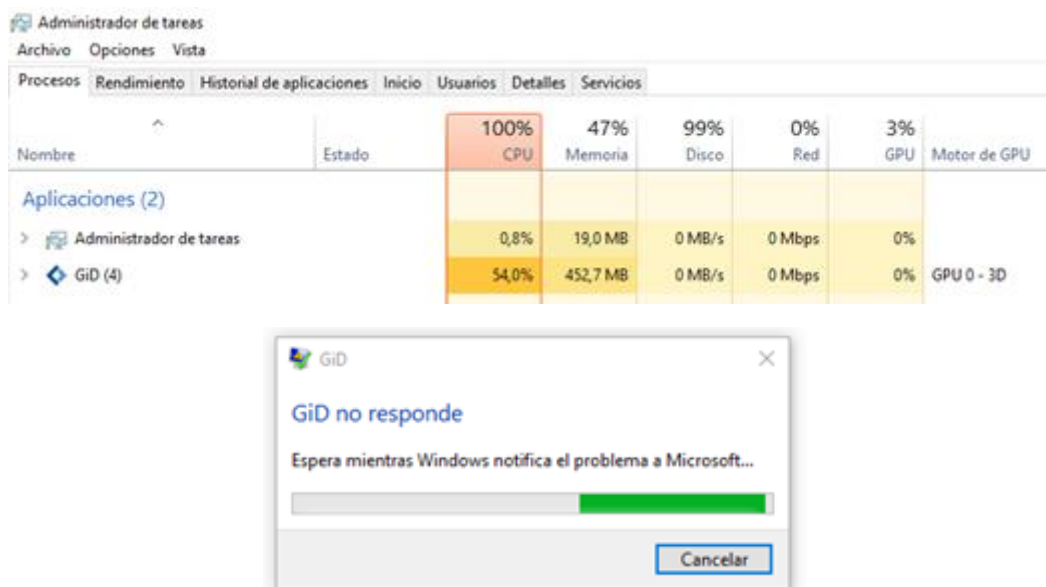 Administrador de tareas
Archivo Opciones Vista
Procesos Rendimiento Historial de aplicaciones Inicio Usuarios Detalles Servicios
100% 47% 99% 0% 3%
Nombre Estado CPU Memoria Disco Red GPU Motor de GPU
Aplicaciones (2)
Administrador de tareas 0,8% 19,0 MB 0 MB/s 0 Mbps 0%
GiD (4) 54,0% 452,7 MB 0 MB/s 0 Mbps 0% GPU 0 - 3D
GiD
GiD no responde
Espera mientras Windows notifica el problema a Microsoft...
Cancelar